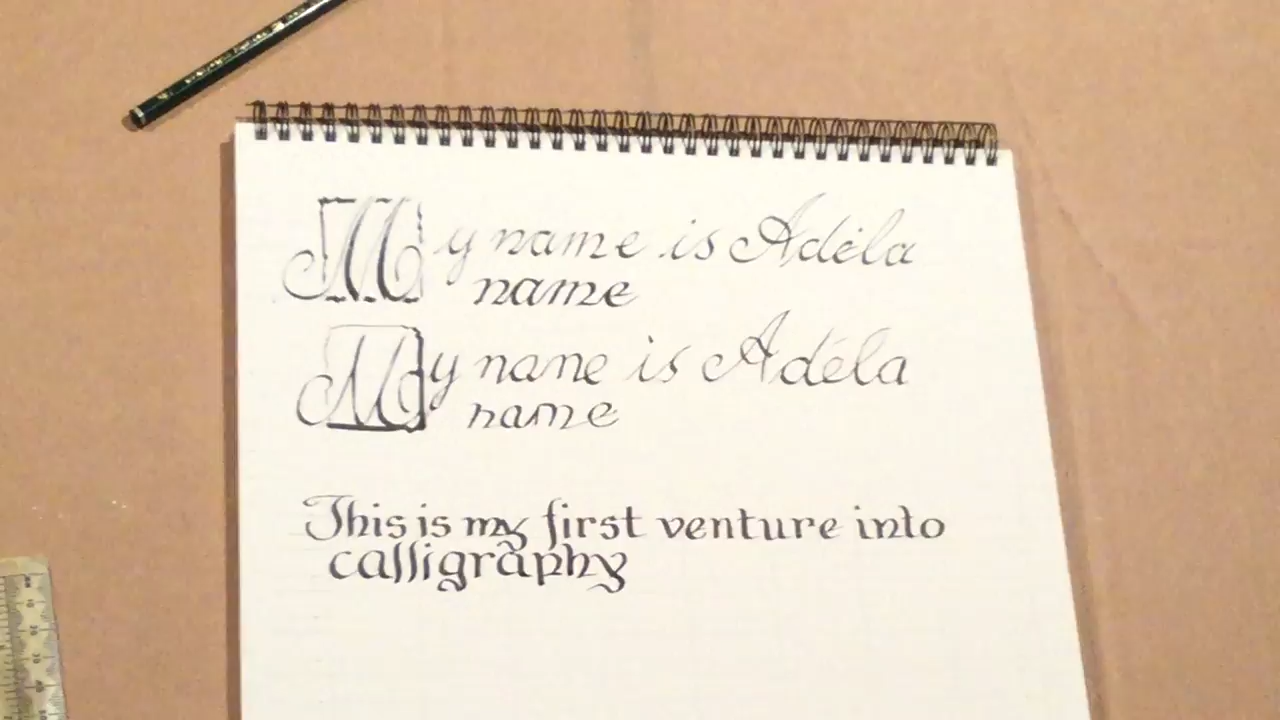 My name is Adéla
name
My name is Adéla
name
This is my first venture into
calligraphy